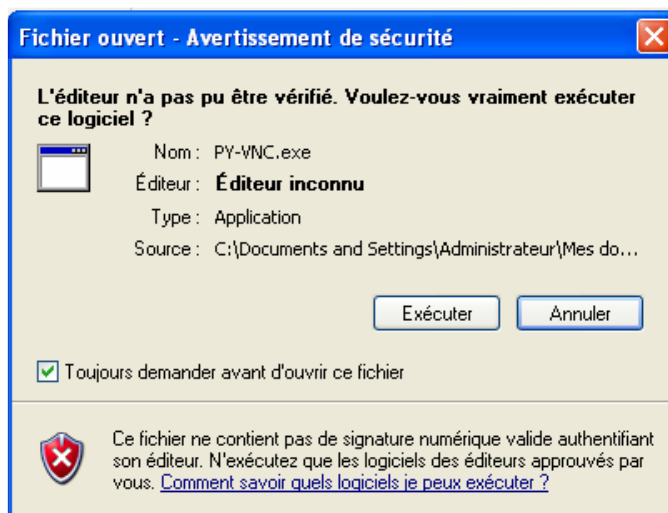 Fichier ouvert - Avertissement de sécurité
L'éditeur n'a pas pu être vérifié. Voulez-vous vraiment exécuter
ce logiciel ?
Nom : PY-VNC.exe
Éditeur : Éditeur inconnu
Type : Application
Source : C:\Documents and Settings\Administrateur\Mes do...
Exécuter Annuler
Toujours demander avant d'ouvrir ce fichier
Ce fichier ne contient pas de signature numérique valide authentifiant
son éditeur. N'exécutez que les logiciels des éditeurs approuvés par
vous. Comment savoir quels logiciels je peux exécuter ?